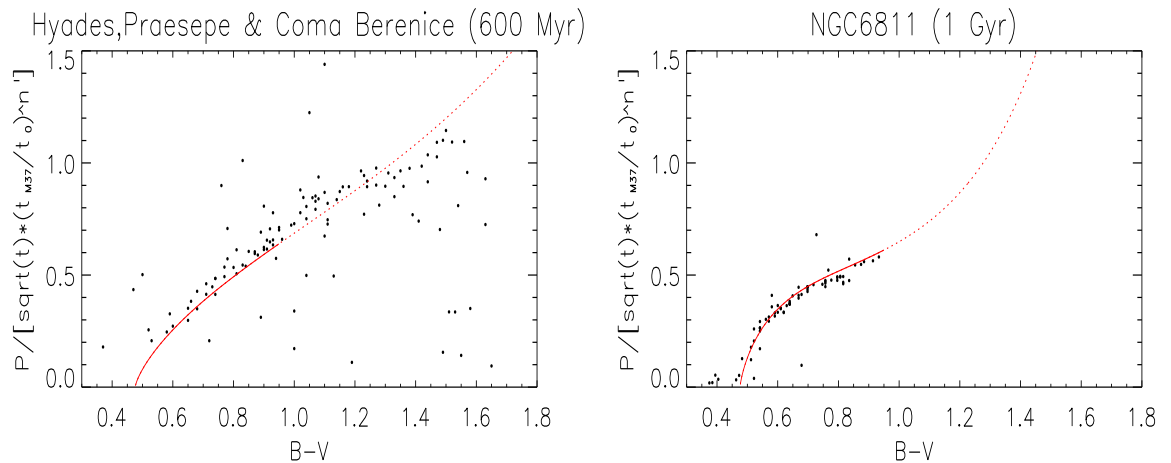 Hyades,Praesepe & Coma Berenice (600 Myr)
P/[sqrt(t)*(t_M37/t_o)^n']
1.5
1.0
0.5
0.0
0.4 0.6 0.8 1.0 1.2 1.4 1.6 1.8
B-V
NGC6811 (1 Gyr)
P/[sqrt(t)*(t_M37/t_o)^n']
1.5
1.0
0.5
0.0
0.4 0.6 0.8 1.0 1.2 1.4 1.6 1.8
B-V